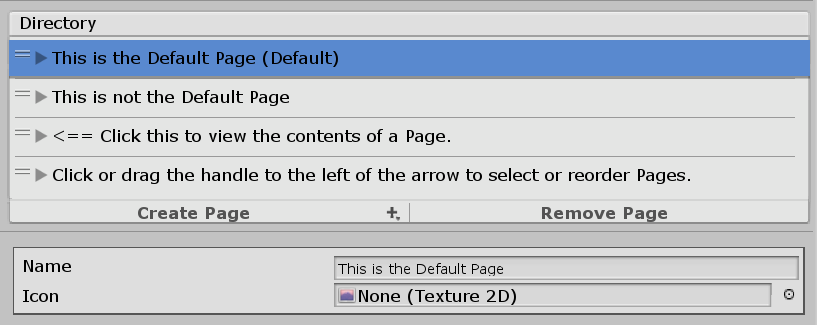 Directory
This is the Default Page (Default)
This is not the Default Page
<== Click this to view the contents of a Page.
Click or drag the handle to the left of the arrow to select or reorder Pages.
Create Page + Remove Page
Name This is the Default Page
Icon None (Texture 2D)